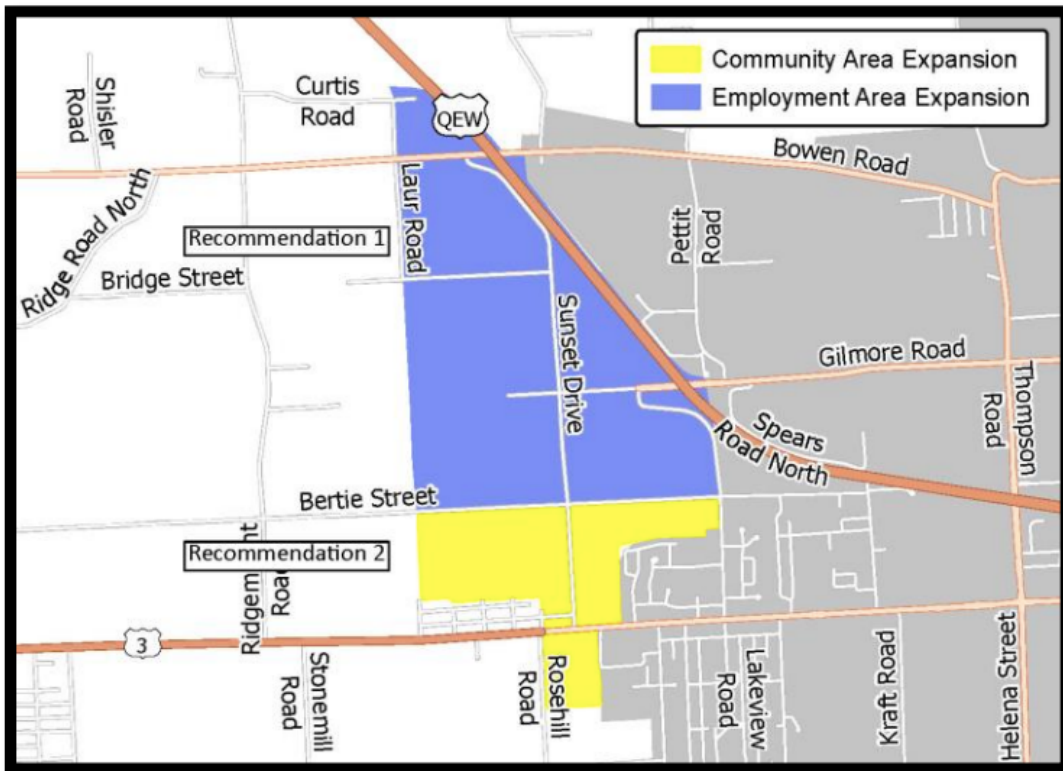 Community Area Expansion
Employment Area Expansion
Shisler
Road
Curtis
Road
QEW
Bowen Road
Ridge Road North
Recommendation 1
Laur Road
Pettit
Road
Bridge Street
Sunset Drive
Gilmore Road
Thompson
Road
Spears
Road North
Bertie Street
Recommendation 2
Road
3
Stonemill
Road
Rosehill
Road
Lakeview
Road
Kraft Road
Helena Street